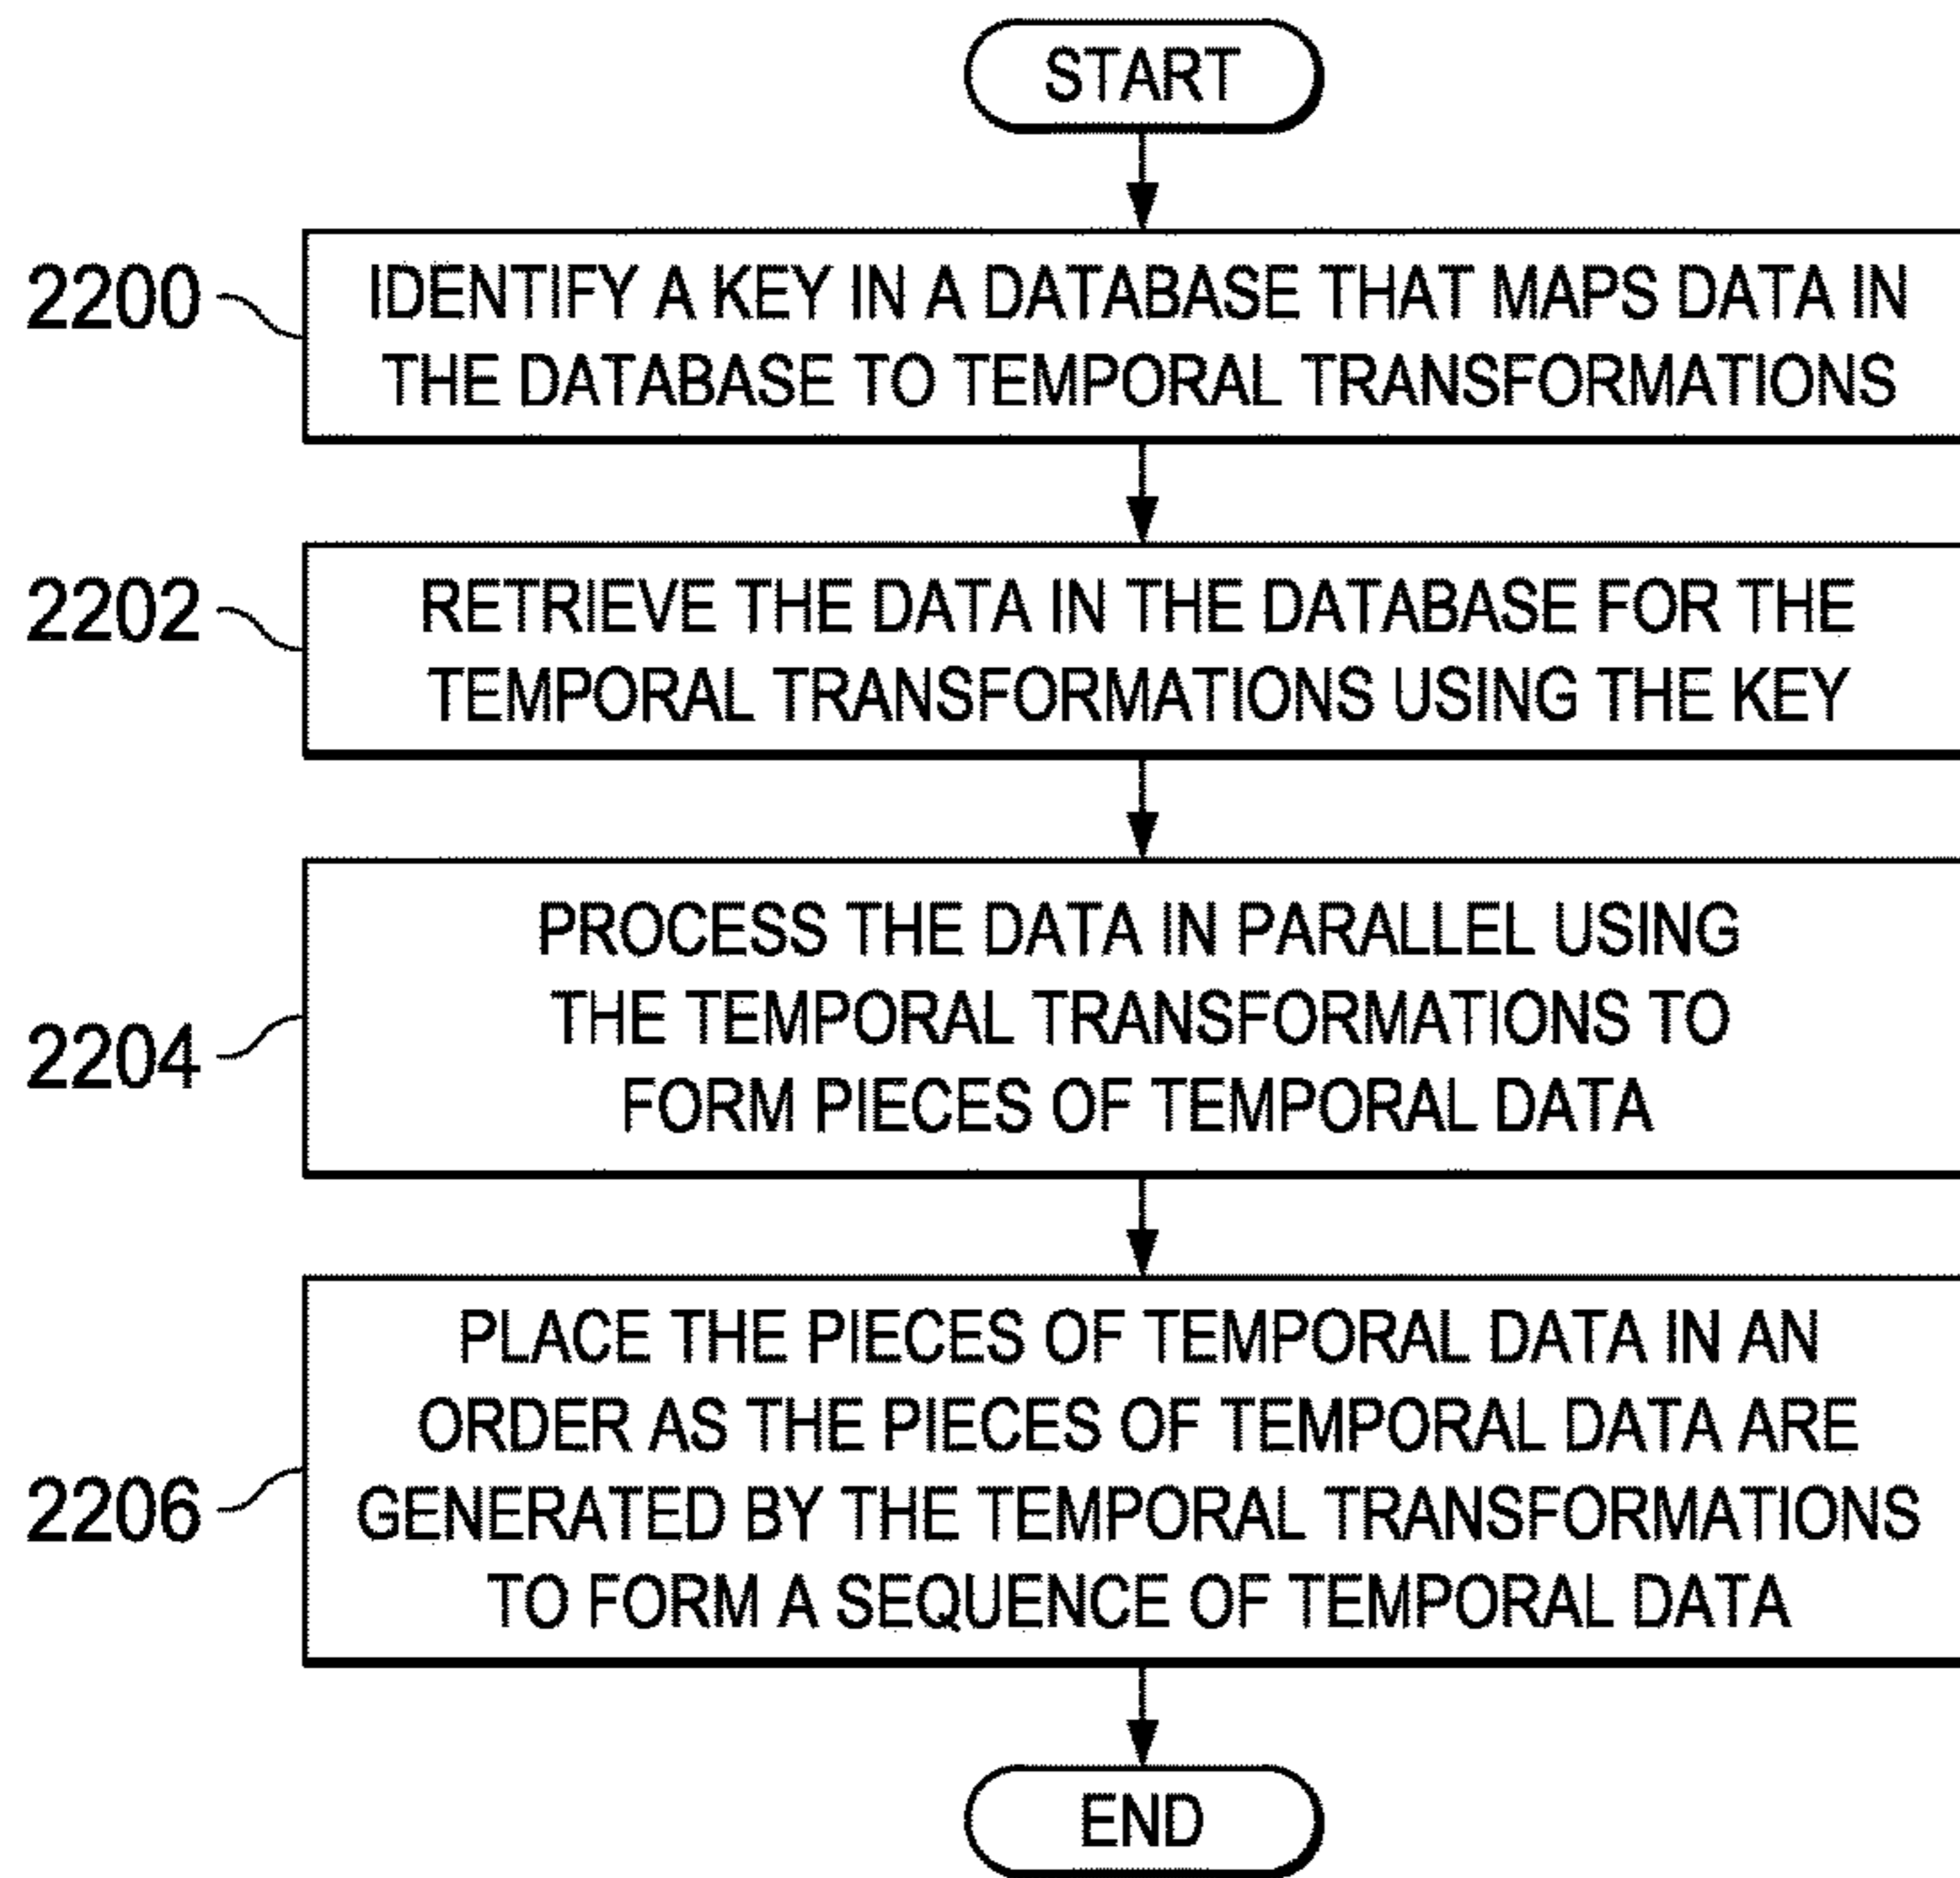 START
2200
IDENTIFY A KEY IN A DATABASE THAT MAPS DATA IN
THE DATABASE TO TEMPORAL TRANSFORMATIONS
2202
RETRIEVE THE DATA IN THE DATABASE FOR THE
TEMPORAL TRANSFORMATIONS USING THE KEY
2204
PROCESS THE DATA IN PARALLEL USING
THE TEMPORAL TRANSFORMATIONS TO
FORM PIECES OF TEMPORAL DATA
2206
PLACE THE PIECES OF TEMPORAL DATA IN AN
ORDER AS THE PIECES OF TEMPORAL DATA ARE
GENERATED BY THE TEMPORAL TRANSFORMATIONS
TO FORM A SEQUENCE OF TEMPORAL DATA
END